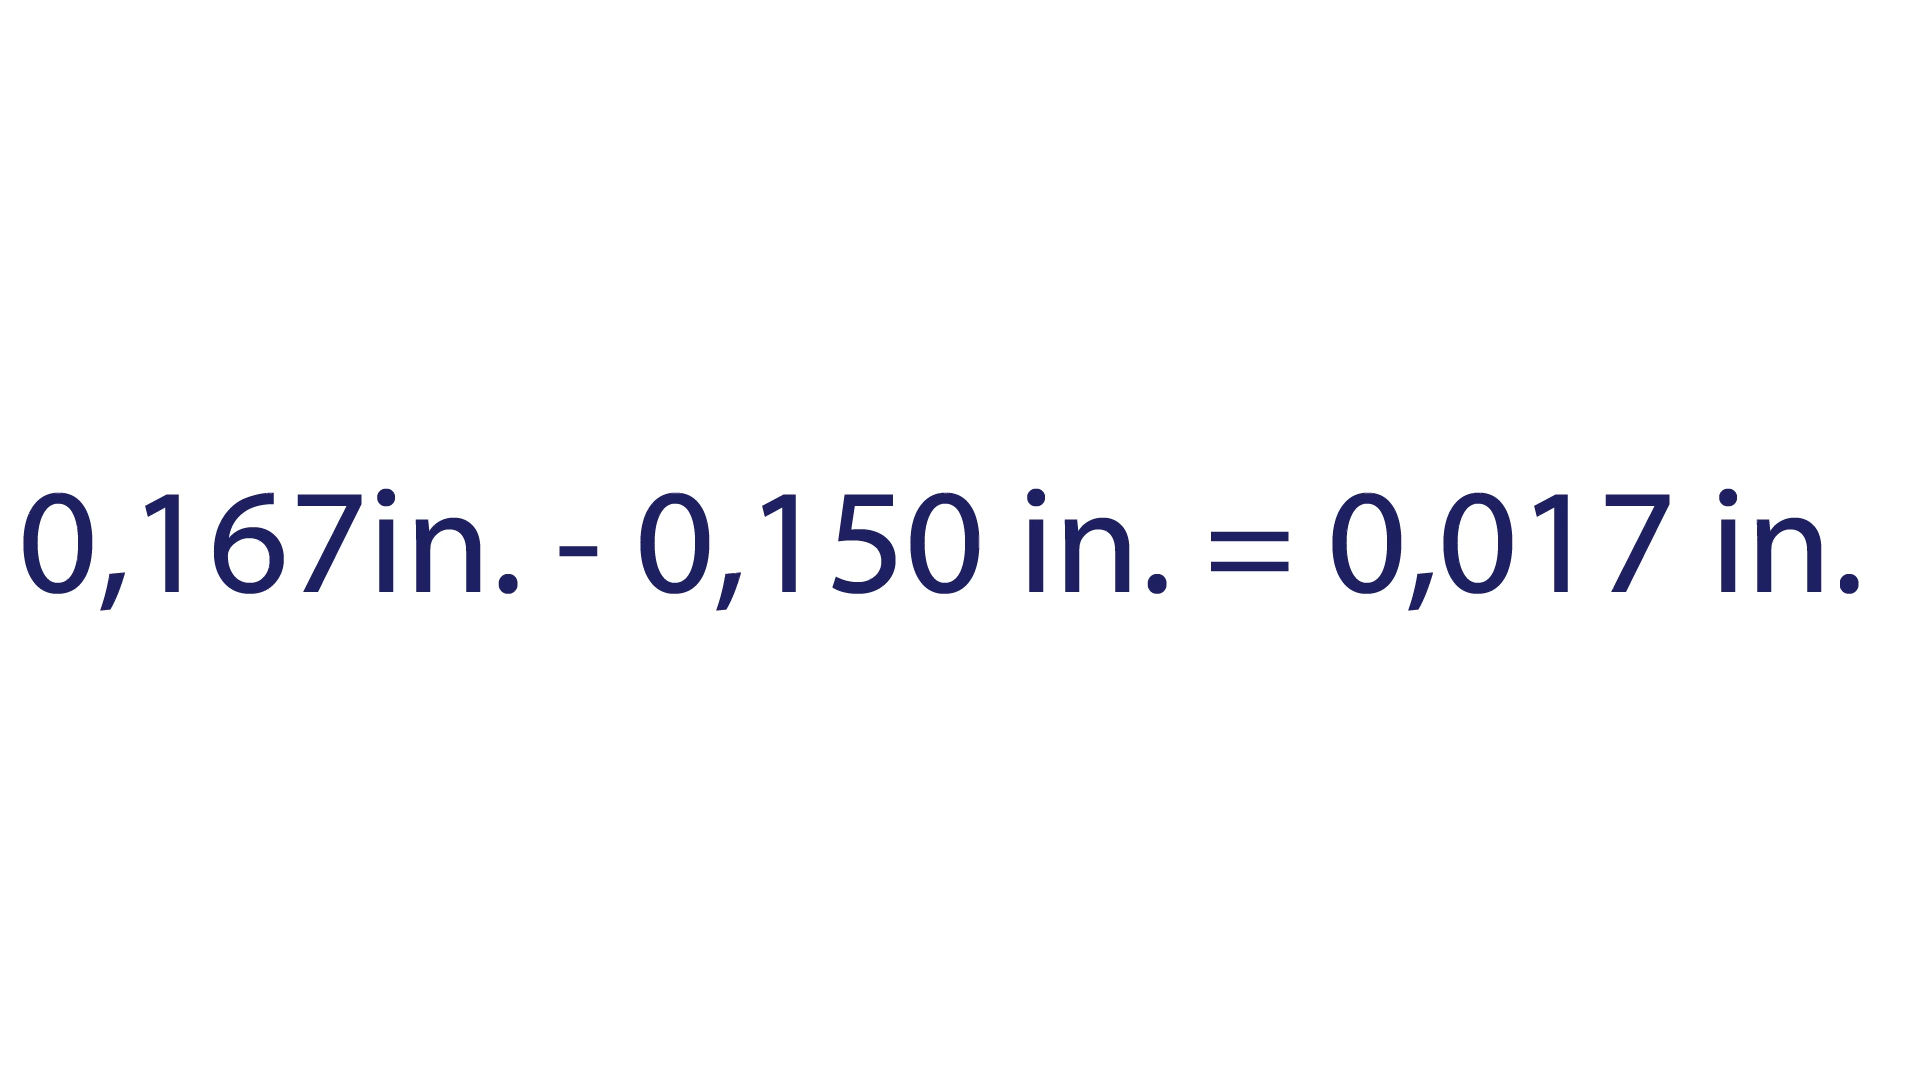 0,167in. - 0,150 in. = 0,017 in.